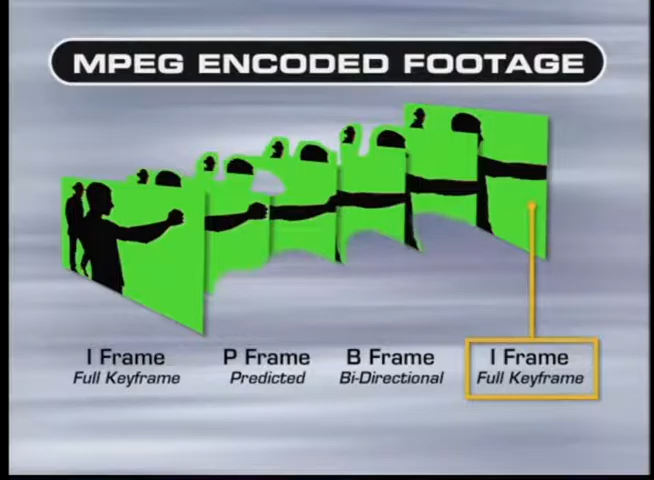 MPEG ENCODED FOOTAGE
I Frame
Full Keyframe
P Frame
Predicted
B Frame
Bi-Directional
I Frame
Full Keyframe